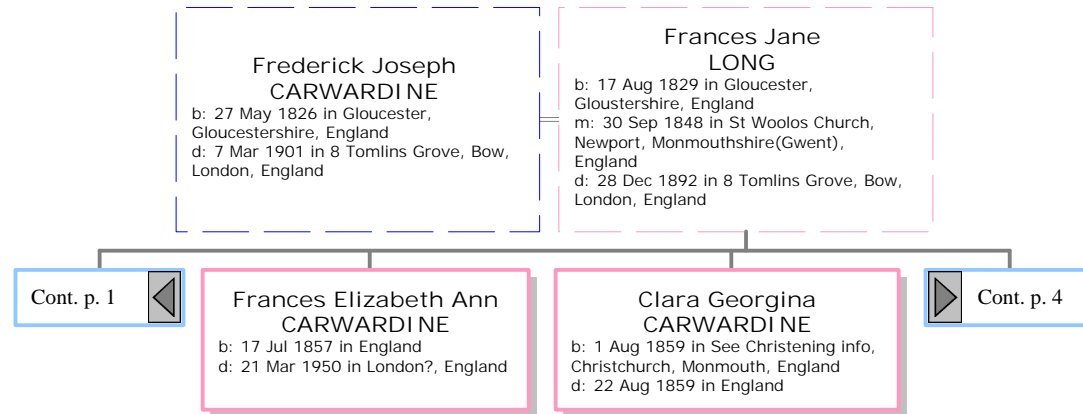 Frederick Joseph
CARWARDINE
b: 27 May 1826 in Gloucester,
Gloucestershire, England
d: 7 Mar 1901 in 8 Tomlins Grove, Bow,
London, England
Frances Jane
LONG
b: 17 Aug 1829 in Gloucester,
Gloustershire, England
m: 30 Sep 1848 in St Woolos Church,
Newport, Monmouthshire(Gwent),
England
d: 28 Dec 1892 in 8 Tomlins Grove, Bow,
London, England
Cont. p. 1
Frances Elizabeth Ann
CARWARDINE
b: 17 Jul 1857 in England
d: 21 Mar 1950 in London?, England
Clara Georgina
CARWARDINE
b: 1 Aug 1859 in See Christening info,
Christchurch, Monmouth, England
d: 22 Aug 1859 in England
Cont. p. 4